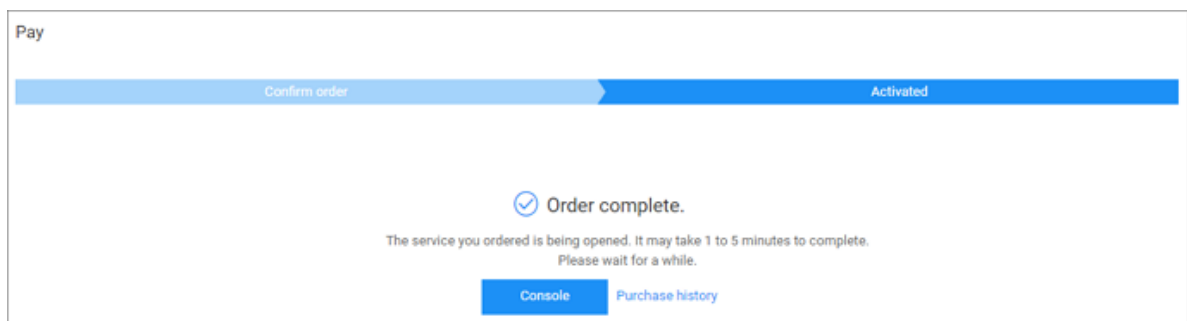 Pay
Confirm order
Activated
Order complete.
The service you ordered is being opened. It may take 1 to 5 minutes to complete.
Please wait for a while.
Console
Purchase history